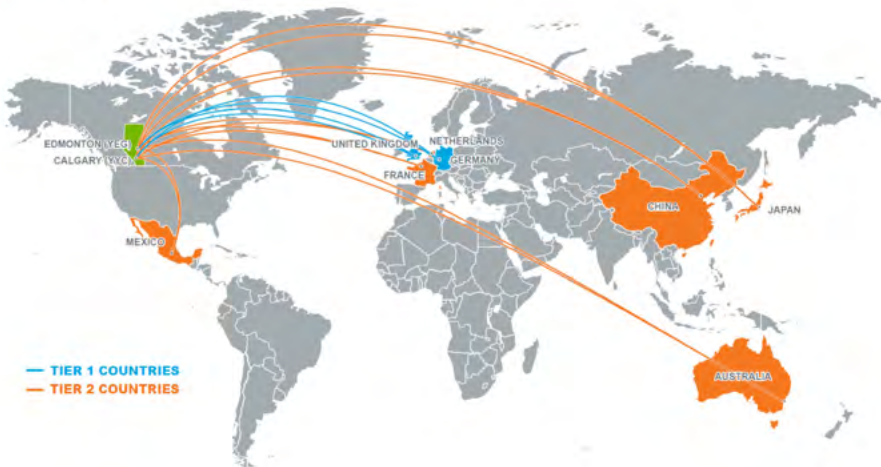 EDMONTON (YEG)
CALGARY (YYC)
UNITED KINGDOM
NETHERLANDS
GERMANY
FRANCE
CHINA
JAPAN
MEXICO
AUSTRALIA
TIER 1 COUNTRIES
TIER 2 COUNTRIES